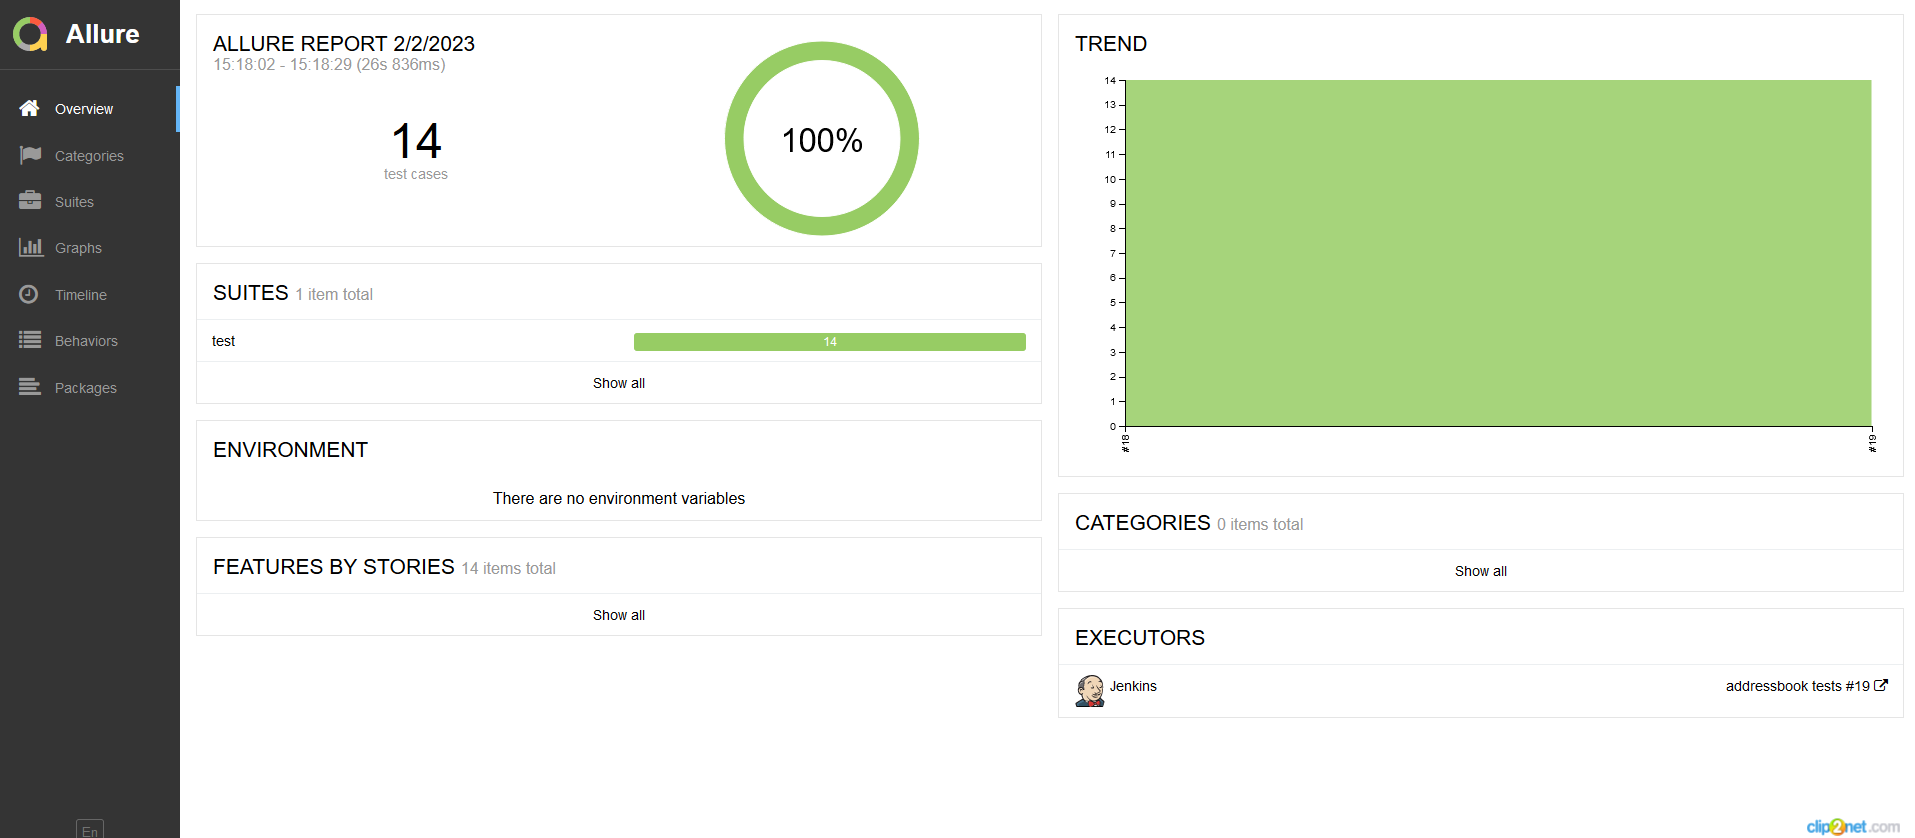 Allure
Overview
Categories
Suites
Graphs
Timeline
Behaviors
Packages
En
ALLURE REPORT 2/2/2023
15:18:02 - 15:18:29 (26s 836ms)
14
test cases
100%
SUITES 1 item total
test
14
Show all
ENVIRONMENT
There are no environment variables
FEATURES BY STORIES 14 items total
Show all
TREND
14
13
12
11
10
9
8
7
6
5
4
3
2
1
0
#18
#19
CATEGORIES 0 items total
Show all
EXECUTORS
Jenkins
addressbook tests #19
clip2net.com